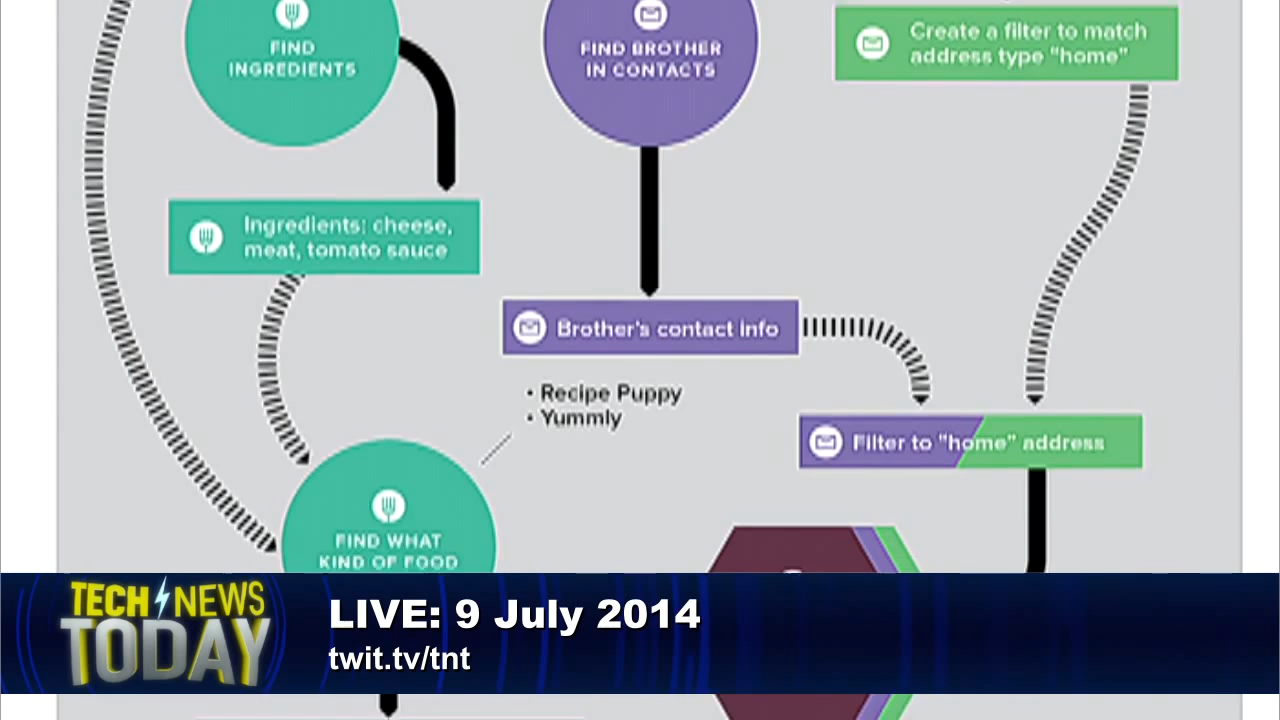 FIND
INGREDIENTS
FIND BROTHER
IN CONTACTS
Create a filter to match
address type "home"
Ingredients: cheese,
meat, tomato sauce
Brother's contact info
• Recipe Puppy
• Yummly
Filter to "home" address
FIND WHAT
KIND OF FOOD
TECH NEWS
TODAY
LIVE: 9 July 2014
twit.tv/tnt